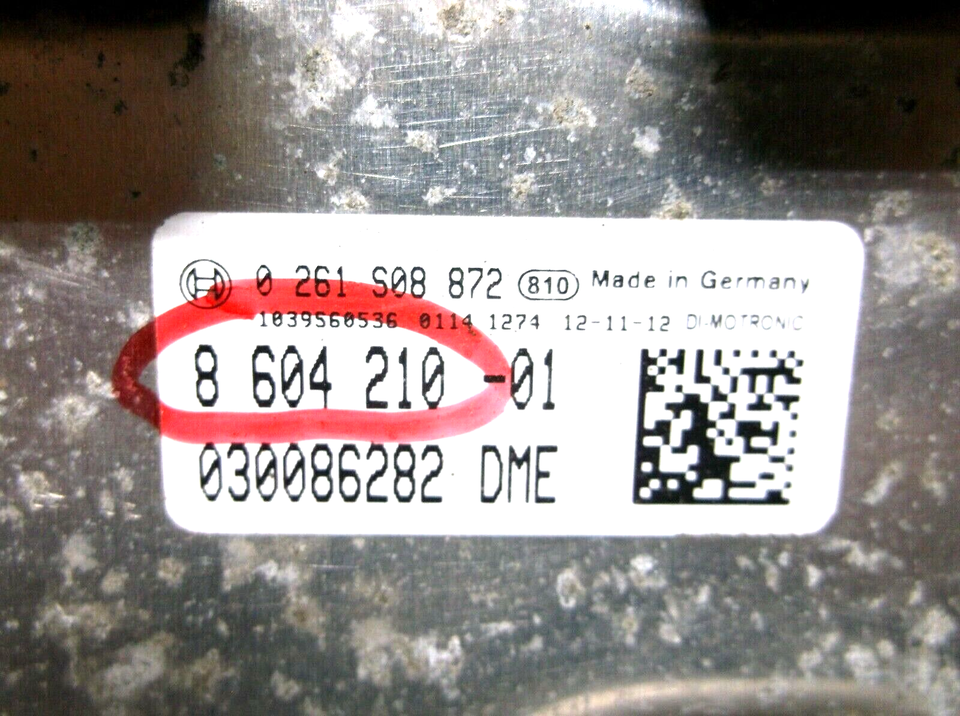 0 261 S08 872 810 Made in Germany
1039560536 0114 1274 12-11-12 DI-MOTRONIC
8 604 210 -01
030086282 DME